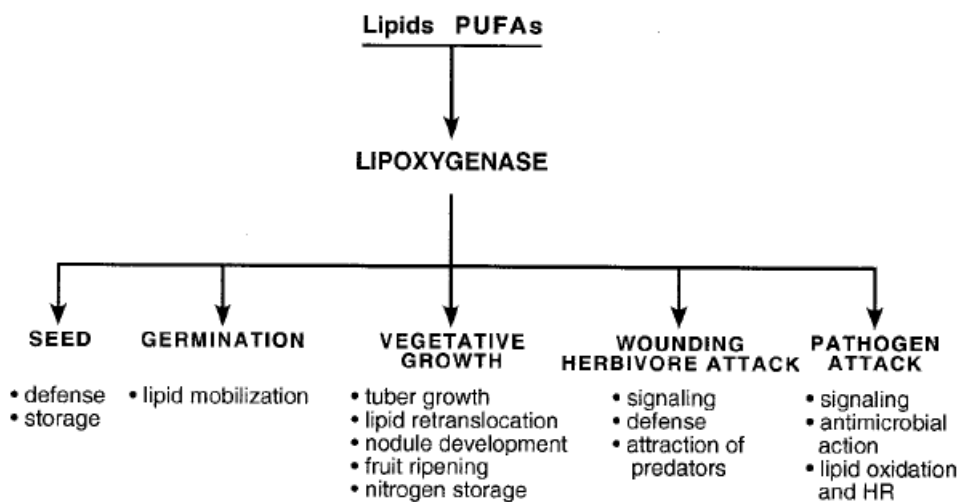 Lipids PUFAs
LIPOXYGENASE
SEED
• defense
• storage
GERMINATION
• lipid mobilization
VEGETATIVE
GROWTH
• tuber growth
• lipid retranslocation
• nodule development
• fruit ripening
• nitrogen storage
WOUNDING
HERBIVORE ATTACK
• signaling
• defense
• attraction of
predators
PATHOGEN
ATTACK
• signaling
• antimicrobial
action
• lipid oxidation
and HR